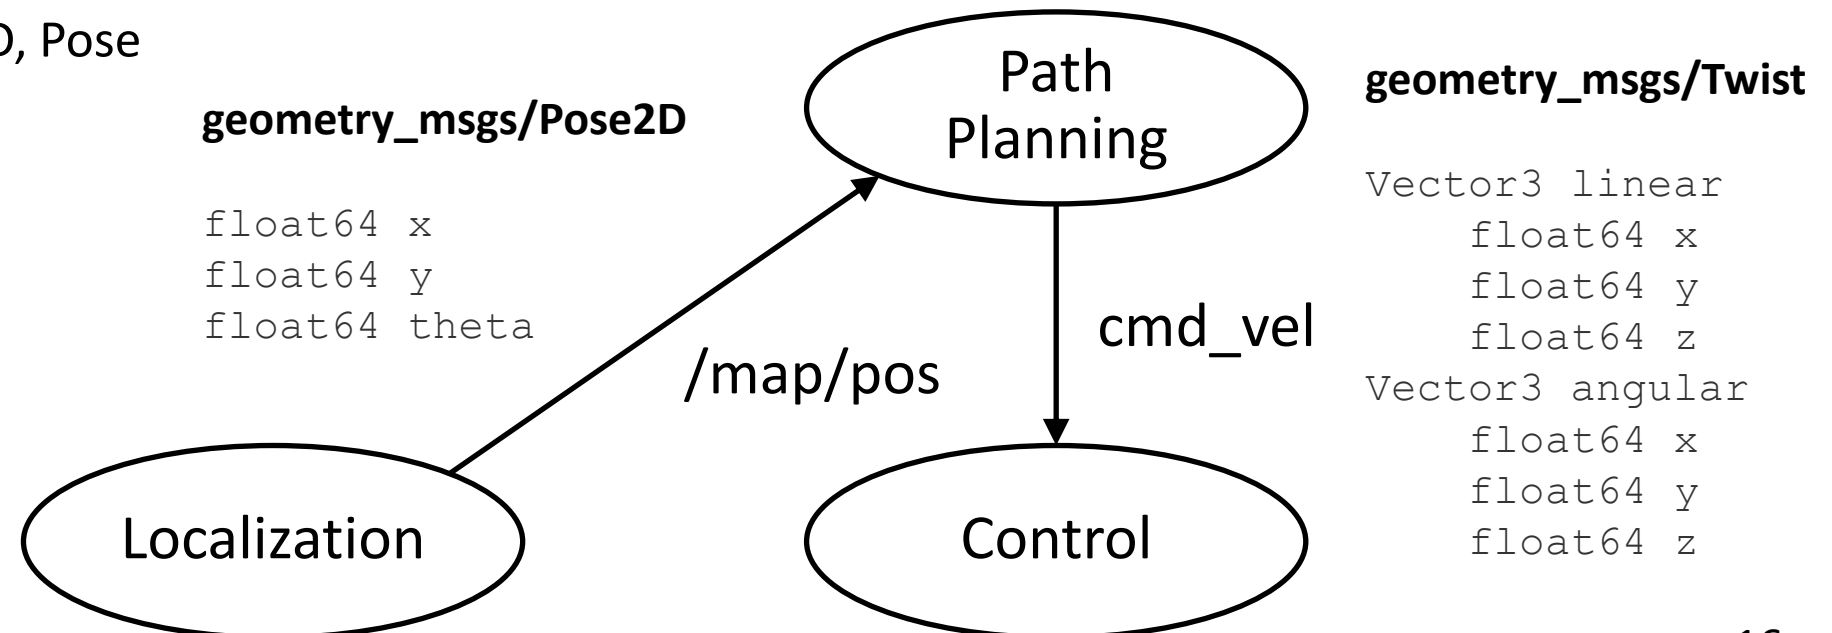 D, Pose
geometry_msgs/Pose2D
float64 x
float64 y
float64 theta
Path
Planning
geometry_msgs/Twist
Vector3 linear
float64 x
float64 y
float64 z
Vector3 angular
float64 x
float64 y
float64 z
/map/pos
cmd_vel
Localization
Control